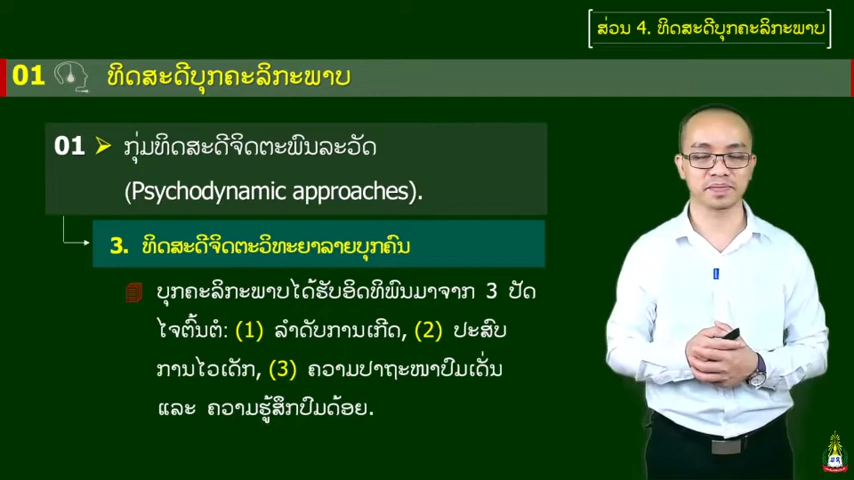 ສ່ວນ 4. ທິດສະດີບຸກຄະລິກະພາບ
01 ທິດສະດີບຸກຄະລິກະພາບ
01 ກຸ່ມທິດສະດີຈິດຕະພົນລະວັດ
(Psychodynamic approaches).
3. ທິດສະດີຈິດຕະວິທະຍາລາຍບຸກຄົນ
ບຸກຄະລິກະພາບໄດ້ຮັບອິດທິພົນມາຈາກ 3 ປັດ
ໄຈຕົ້ນຕໍ: (1) ລຳດັບການເກີດ, (2) ປະສົບ
ການໄວເດັກ, (3) ຄວາມປາຖະໜາປົມເດັ່ນ
ແລະ ຄວາມຮູ້ສຶກປົມດ້ອຍ.